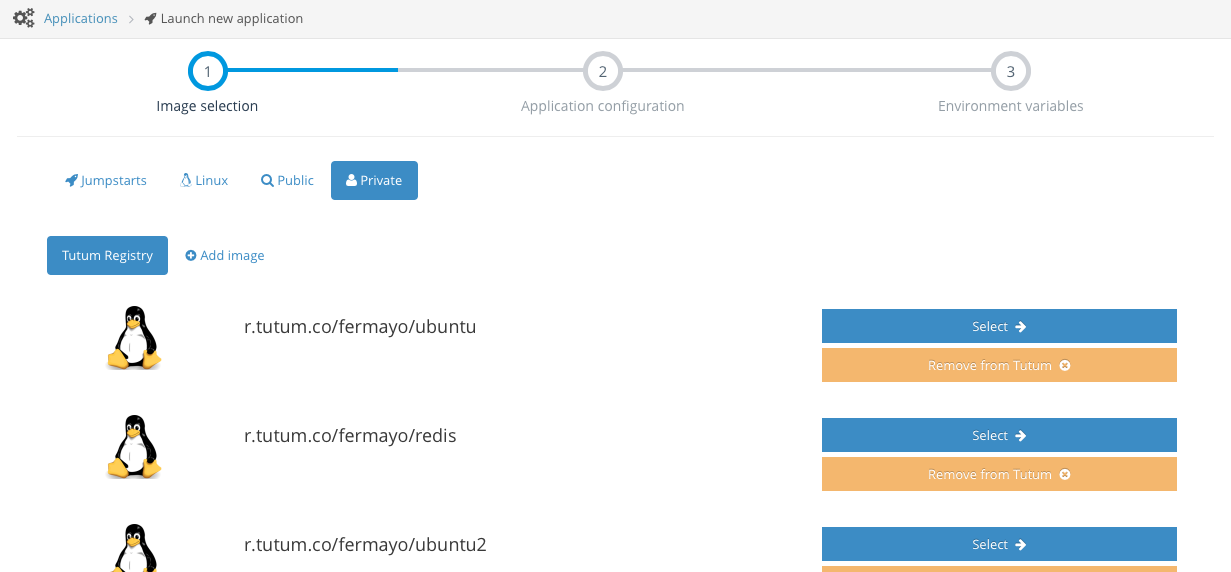 Applications > Launch new application
1 2 3
Image selection Application configuration Environment variables
Jumpstarts Linux Public Private
Tutum Registry Add image
r.tutum.co/fermayo/ubuntu Select
Remove from Tutum
r.tutum.co/fermayo/redis Select
Remove from Tutum
r.tutum.co/fermayo/ubuntu2 Select